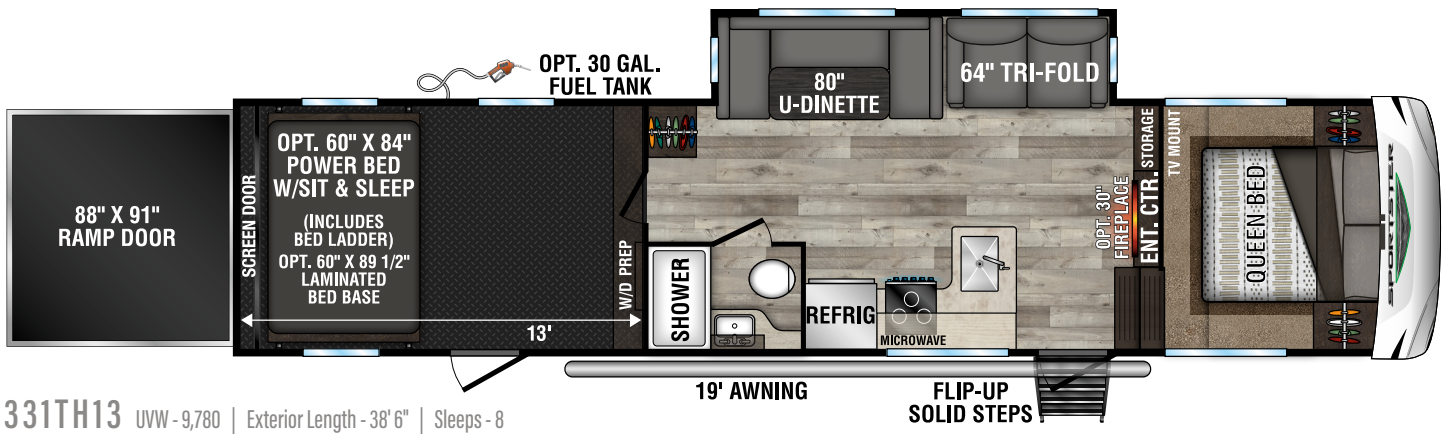 OPT. 30 GAL.
FUEL TANK
80"
U-DINETTE
64" TRI-FOLD
88" X 91"
RAMP DOOR
SCREEN DOOR
OPT. 60" X 84"
POWER BED
W/SIT & SLEEP
(INCLUDES
BED LADDER)
OPT. 60" X 89 1/2"
LAMINATED
BED BASE
13'
W/D PREP
SHOWER
REFRIG
MICROWAVE
OPT. 30"
FIREPLACE
ENT. CTR.
STORAGE
TV MOUNT
QUEEN BED
SPORTSTER
19' AWNING
FLIP-UP
SOLID STEPS
331TH13 UVW - 9,780 | Exterior Length - 38' 6" | Sleeps - 8